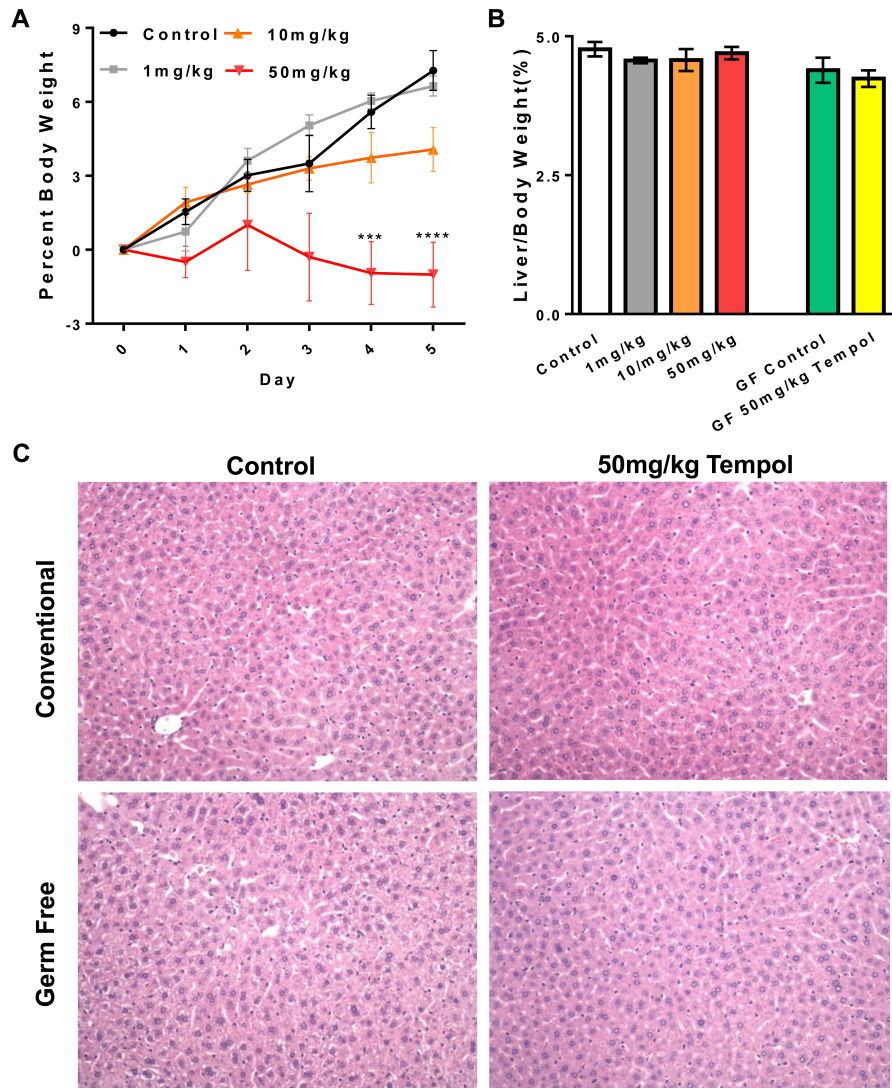 A
Control
10mg/kg
1mg/kg
50mg/kg
Percent Body Weight
9
6
3
0
-3
***
****
0
1
2
3
4
5
Day
B
Liver/Body Weight(%)
5.0
2.5
0.0
Control
1mg/kg
10/mg/kg
50mg/kg
GF Control
GF 50mg/kg Tempol
C
Control
50mg/kg Tempol
Conventional
Germ Free